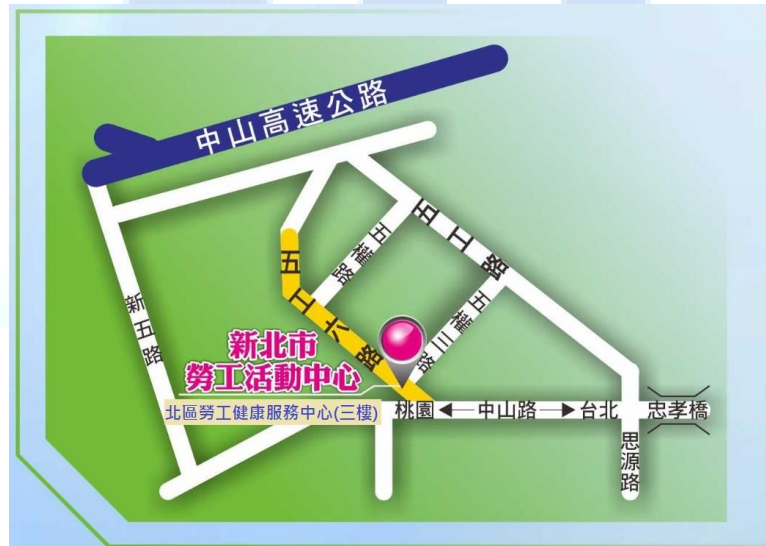 中山高速公路
五工路
五權路
五工六路
五權三路
新五路
新北市
勞工活動中心
北區勞工健康服務中心(三樓)
桃園 ← 中山路 → 台北
忠孝橋
思源路